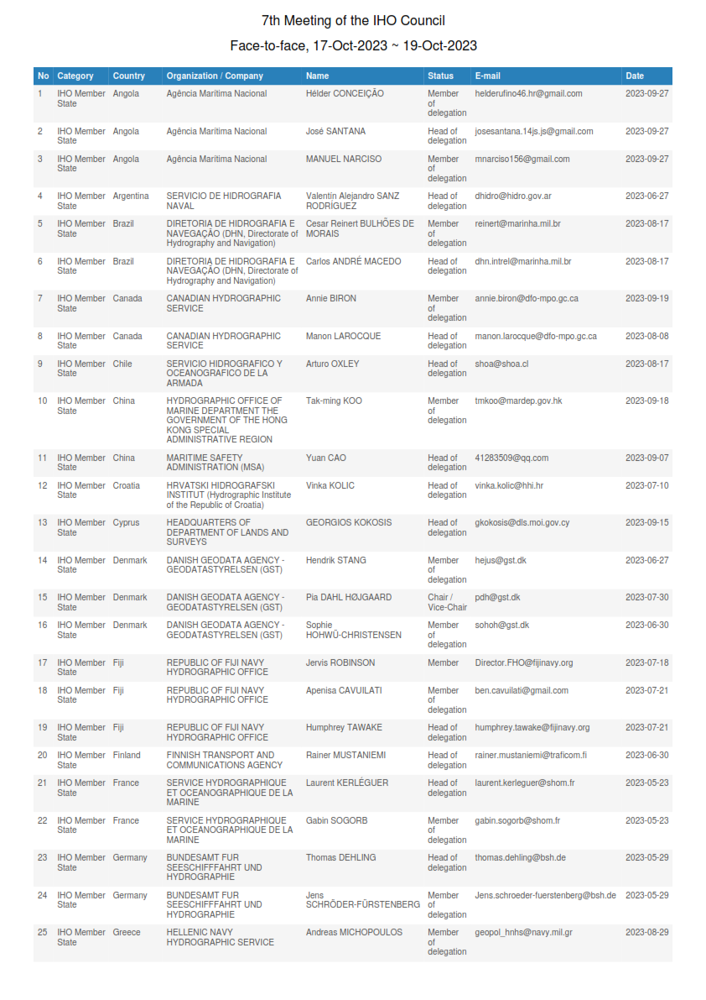 7th Meeting of the IHO Council
Face-to-face, 17-Oct-2023 ~ 19-Oct-2023
No Category Country Organization / Company Name Status E-mail Date
1 IHO Member Angola Agência Marítima Nacional Hélder CONCEIÇÃO Member helderufino46.hr@gmail.com 2023-09-27
State of
delegation
2 IHO Member Angola Agência Marítima Nacional José SANTANA Head of josesantana.14js.js@gmail.com 2023-09-27
State delegation
3 IHO Member Angola Agência Marítima Nacional MANUEL NARCISO Member mnarciso156@gmail.com 2023-09-27
State of
delegation
4 IHO Member Argentina SERVICIO DE HIDROGRAFIA Valentín Alejandro SANZ Head of dhidro@hidro.gov.ar 2023-06-27
State NAVAL RODRÍGUEZ delegation
5 IHO Member Brazil DIRETORIA DE HIDROGRAFIA E Cesar Reinert BULHÕES DE Member reinert@marinha.mil.br 2023-08-17
State NAVEGAÇÃO (DHN, Directorate of MORAIS of
Hydrography and Navigation) delegation
6 IHO Member Brazil DIRETORIA DE HIDROGRAFIA E Carlos ANDRÉ MACEDO Head of dhn.intrel@marinha.mil.br 2023-08-17
State NAVEGAÇÃO (DHN, Directorate of delegation
Hydrography and Navigation)
7 IHO Member Canada CANADIAN HYDROGRAPHIC Annie BIRON Member annie.biron@dfo-mpo.gc.ca 2023-09-19
State SERVICE of
delegation
8 IHO Member Canada CANADIAN HYDROGRAPHIC Manon LAROCQUE Head of manon.larocque@dfo-mpo.gc.ca 2023-08-08
State SERVICE delegation
9 IHO Member Chile SERVICIO HIDROGRAFICO Y Arturo OXLEY Head of shoa@shoa.cl 2023-08-17
State OCEANOGRAFICO DE LA delegation
ARMADA
10 IHO Member China HYDROGRAPHIC OFFICE OF Tak-ming KOO Member tmkoo@mardep.gov.hk 2023-09-18
State MARINE DEPARTMENT THE of
GOVERNMENT OF THE HONG delegation
KONG SPECIAL
ADMINISTRATIVE REGION
11 IHO Member China MARITIME SAFETY Yuan CAO Head of 41283509@qq.com 2023-09-07
State ADMINISTRATION (MSA) delegation
12 IHO Member Croatia HRVATSKI HIDROGRAFSKI Vinka KOLIC Head of vinka.kolic@hhi.hr 2023-07-10
State INSTITUT (Hydrographic Institute delegation
of the Republic of Croatia)
13 IHO Member Cyprus HEADQUARTERS OF GEORGIOS KOKOSIS Head of gkokosis@dls.moi.gov.cy 2023-09-15
State DEPARTMENT OF LANDS AND delegation
SURVEYS
14 IHO Member Denmark DANISH GEODATA AGENCY - Hendrik STANG Member hejus@gst.dk 2023-06-27
State GEODATASTYRELSEN (GST) of
delegation
15 IHO Member Denmark DANISH GEODATA AGENCY - Pia DAHL HØJGAARD Chair / pdh@gst.dk 2023-07-30
State GEODATASTYRELSEN (GST) Vice-Chair
16 IHO Member Denmark DANISH GEODATA AGENCY - Sophie Member sohoh@gst.dk 2023-06-30
State GEODATASTYRELSEN (GST) HOHWÜ-CHRISTENSEN of
delegation
17 IHO Member Fiji REPUBLIC OF FIJI NAVY Jervis ROBINSON Member Director.FHO@fijinavy.org 2023-07-18
State HYDROGRAPHIC OFFICE
18 IHO Member Fiji REPUBLIC OF FIJI NAVY Apenisa CAVUILATI Member ben.cavuilati@gmail.com 2023-07-21
State HYDROGRAPHIC OFFICE of
delegation
19 IHO Member Fiji REPUBLIC OF FIJI NAVY Humphrey TAWAKE Head of humphrey.tawake@fijinavy.org 2023-07-21
State HYDROGRAPHIC OFFICE delegation
20 IHO Member Finland FINNISH TRANSPORT AND Rainer MUSTANIEMI Head of rainer.mustaniemi@traficom.fi 2023-06-30
State COMMUNICATIONS AGENCY delegation
21 IHO Member France SERVICE HYDROGRAPHIQUE Laurent KERLÉGUER Head of laurent.kerleguer@shom.fr 2023-05-23
State ET OCEANOGRAPHIQUE DE LA delegation
MARINE
22 IHO Member France SERVICE HYDROGRAPHIQUE Gabin SOGORB Member gabin.sogorb@shom.fr 2023-05-23
State ET OCEANOGRAPHIQUE DE LA of
MARINE delegation
23 IHO Member Germany BUNDESAMT FUR Thomas DEHLING Head of thomas.dehling@bsh.de 2023-05-29
State SEESCHIFFFAHRT UND delegation
HYDROGRAPHIE
24 IHO Member Germany BUNDESAMT FUR Jens Member Jens.schroeder-fuerstenberg@bsh.de 2023-05-29
State SEESCHIFFFAHRT UND SCHRÖDER-FÜRSTENBERG of
HYDROGRAPHIE delegation
25 IHO Member Greece HELLENIC NAVY Andreas MICHOPOULOS Member geopol_hnhs@navy.mil.gr 2023-08-29
State HYDROGRAPHIC SERVICE of
delegation